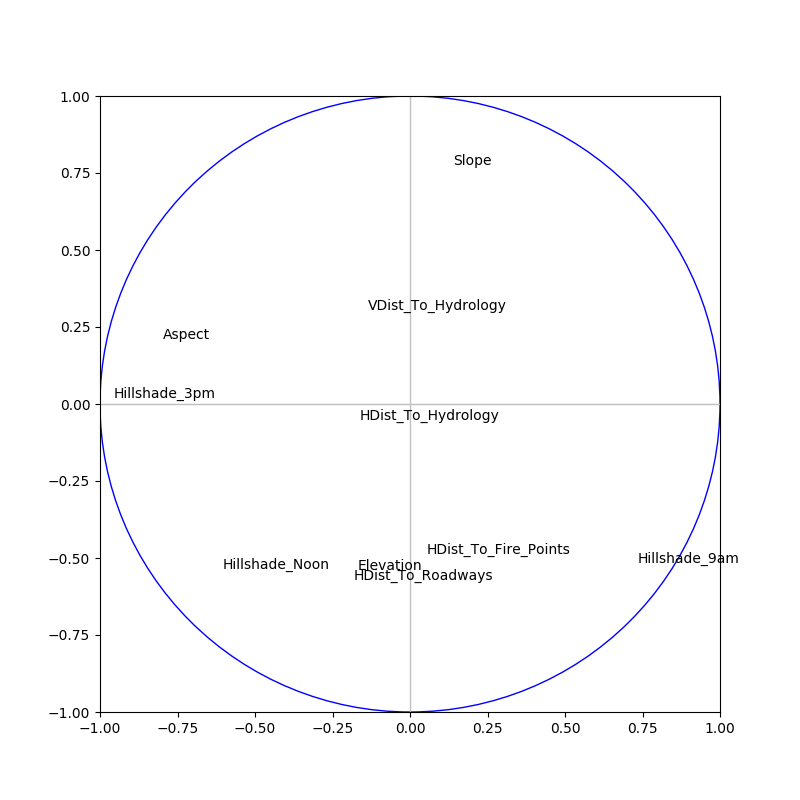 1.00
Slope
0.75
0.50
VDist_To_Hydrology
0.25
Aspect
Hillshade_3pm
0.00
HDist_To_Hydrology
−0.25
HDist_To_Fire_Points
−0.50
Hillshade_9am
Hillshade_Noon
Elevation
HDist_To_Roadways
−0.75
−1.00
−1.00 −0.75 −0.50 −0.25 0.00 0.25 0.50 0.75 1.00